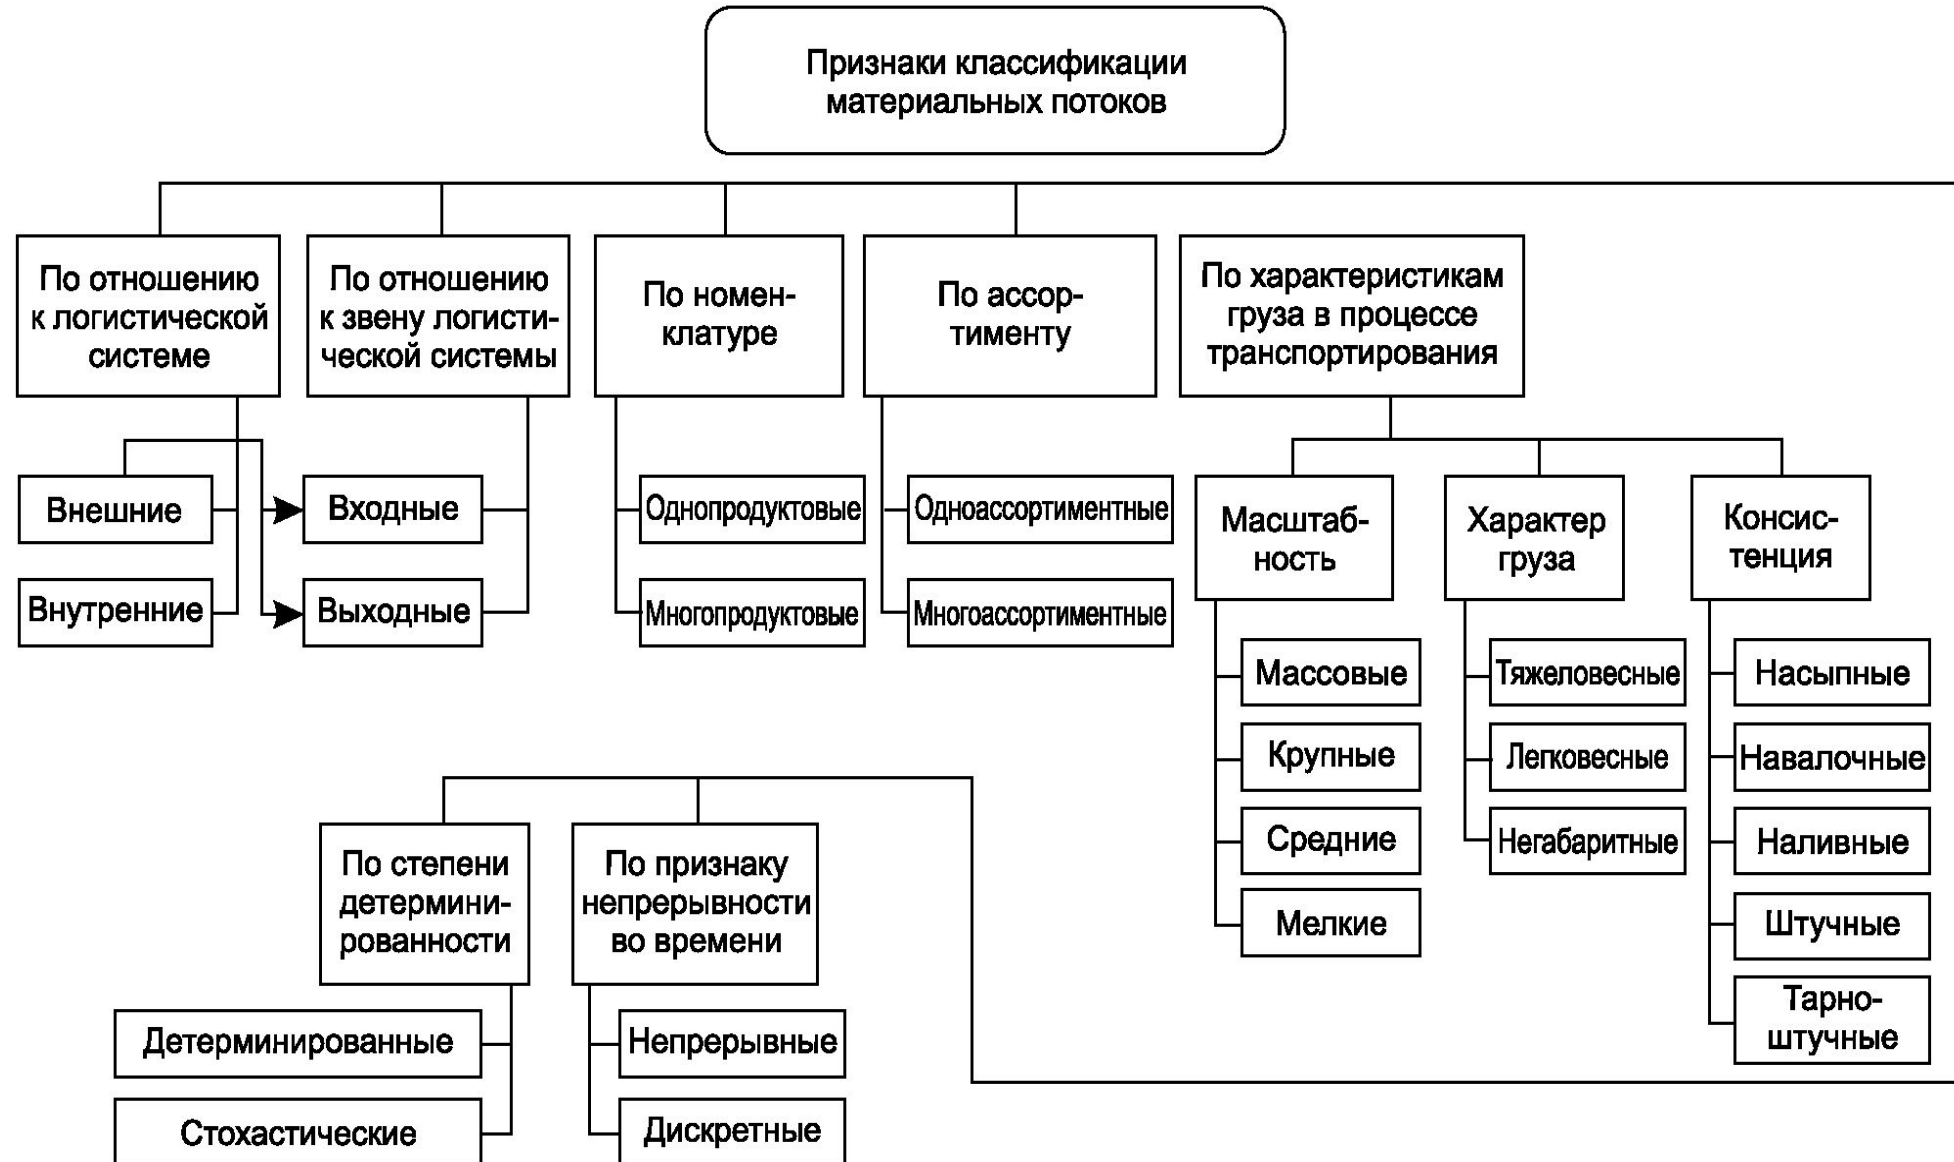 Признаки классификации
материальных потоков
По отношению
к логистической
системе
По отношению
к звену логисти-
ческой системы
По номен-
клатуре
По ассор-
тименту
По характеристикам
груза в процессе
транспортирования
Внешние
Внутренние
Входные
Выходные
Однопродуктовые
Многопродуктовые
Одноассортиментные
Многоассортиментные
Масштаб-
ность
Характер
груза
Консис-
тенция
Массовые
Крупные
Средние
Мелкие
Тяжеловесные
Легковесные
Негабаритные
Насыпные
Навалочные
Наливные
Штучные
Тарно-
штучные
По степени
детермини-
рованности
По признаку
непрерывности
во времени
Детерминированные
Стохастические
Непрерывные
Дискретные